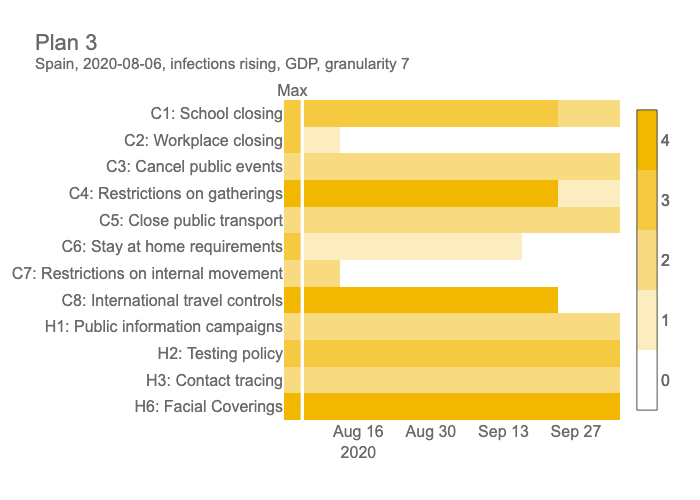 Plan 3
Spain, 2020-08-06, infections rising, GDP, granularity 7
Max
C1: School closing
C2: Workplace closing
C3: Cancel public events
C4: Restrictions on gatherings
C5: Close public transport
C6: Stay at home requirements
C7: Restrictions on internal movement
C8: International travel controls
H1: Public information campaigns
H2: Testing policy
H3: Contact tracing
H6: Facial Coverings
4
3
2
1
0
Aug 16 Aug 30 Sep 13 Sep 27
2020